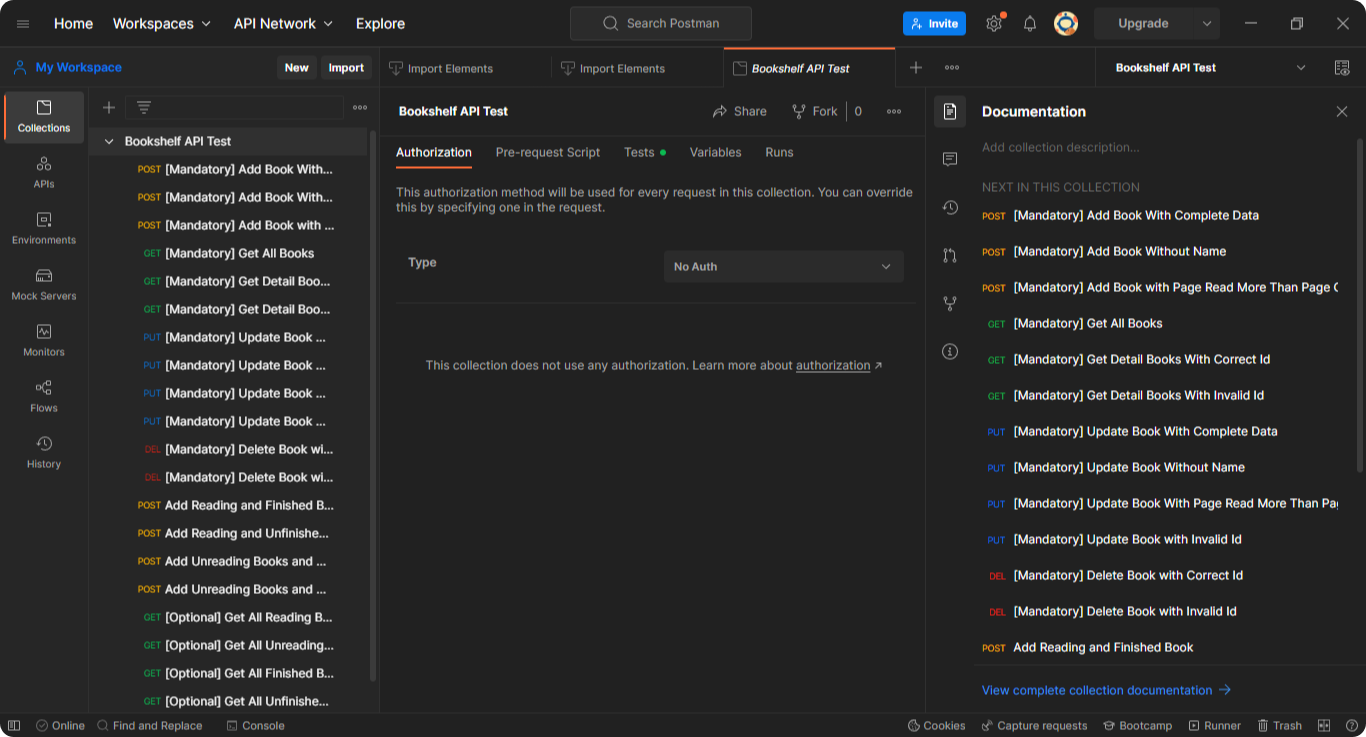 Home Workspaces API Network Explore Search Postman Invite Upgrade
My Workspace New Import Import Elements Import Elements Bookshelf API Test Bookshelf API Test
Collections
APIs
Environments
Mock Servers
Monitors
Flows
History
Bookshelf API Test
POST [Mandatory] Add Book With...
POST [Mandatory] Add Book With...
POST [Mandatory] Add Book with ...
GET [Mandatory] Get All Books
GET [Mandatory] Get Detail Boo...
GET [Mandatory] Get Detail Boo...
PUT [Mandatory] Update Book ...
PUT [Mandatory] Update Book ...
PUT [Mandatory] Update Book ...
PUT [Mandatory] Update Book ...
DEL [Mandatory] Delete Book wi...
DEL [Mandatory] Delete Book wi...
POST Add Reading and Finished B...
POST Add Reading and Unfinishe...
POST Add Unreading Books and ...
POST Add Unreading Books and ...
GET [Optional] Get All Reading B...
GET [Optional] Get All Unreading...
GET [Optional] Get All Finished B...
GET [Optional] Get All Unfinishe...
Bookshelf API Test Share Fork 0
Authorization Pre-request Script Tests Variables Runs
This authorization method will be used for every request in this collection. You can override
this by specifying one in the request.
Type No Auth
This collection does not use any authorization. Learn more about authorization ↗
Documentation
Add collection description...
NEXT IN THIS COLLECTION
POST [Mandatory] Add Book With Complete Data
POST [Mandatory] Add Book Without Name
POST [Mandatory] Add Book with Page Read More Than Page C
GET [Mandatory] Get All Books
GET [Mandatory] Get Detail Books With Correct Id
GET [Mandatory] Get Detail Books With Invalid Id
PUT [Mandatory] Update Book With Complete Data
PUT [Mandatory] Update Book Without Name
PUT [Mandatory] Update Book With Page Read More Than Pag
PUT [Mandatory] Update Book with Invalid Id
DEL [Mandatory] Delete Book with Correct Id
DEL [Mandatory] Delete Book with Invalid Id
POST Add Reading and Finished Book
View complete collection documentation →
Online Find and Replace Console Cookies Capture requests Bootcamp Runner Trash